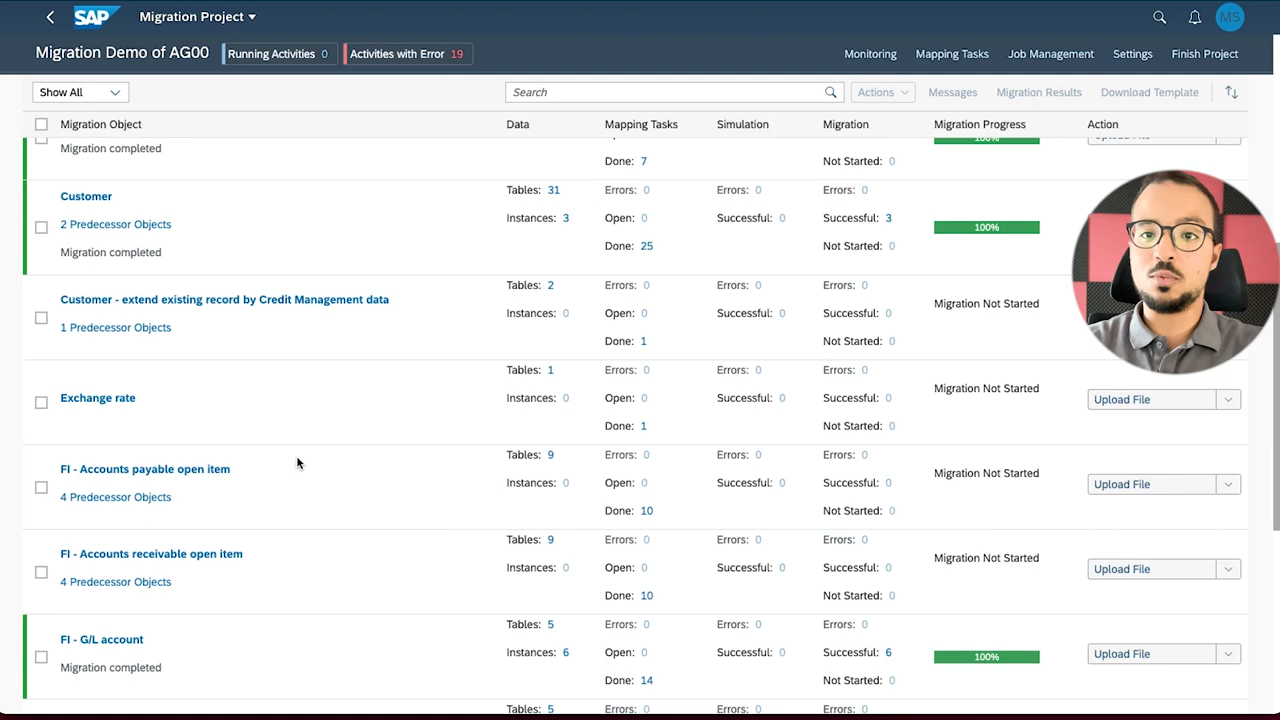 SAP Migration Project MS
Migration Demo of AG00 Running Activities 0 Activities with Error 19 Monitoring Mapping Tasks Job Management Settings Finish Project
Show All Search Actions Messages Migration Results Download Template
Migration Object Data Mapping Tasks Simulation Migration Migration Progress Action
100% Upload File
Migration completed
Done: 7 Not Started: 0
Tables: 31 Errors: 0 Errors: 0 Errors: 0
Customer
2 Predecessor Objects Instances: 3 Open: 0 Successful: 0 Successful: 3 100%
Migration completed Done: 25 Not Started: 0
Tables: 2 Errors: 0 Errors: 0 Errors: 0
Customer - extend existing record by Credit Management data Migration Not Started
Instances: 0 Open: 0 Successful: 0 Successful: 0
1 Predecessor Objects
Done: 1 Not Started: 0
Tables: 1 Errors: 0 Errors: 0 Errors: 0
Migration Not Started
Exchange rate Instances: 0 Open: 0 Successful: 0 Successful: 0 Upload File
Done: 1 Not Started: 0
Tables: 9 Errors: 0 Errors: 0 Errors: 0
FI - Accounts payable open item Migration Not Started
Instances: 0 Open: 0 Successful: 0 Successful: 0 Upload File
4 Predecessor Objects
Done: 10 Not Started: 0
Tables: 9 Errors: 0 Errors: 0 Errors: 0
FI - Accounts receivable open item Migration Not Started
Instances: 0 Open: 0 Successful: 0 Successful: 0 Upload File
4 Predecessor Objects
Done: 10 Not Started: 0
Tables: 5 Errors: 0 Errors: 0 Errors: 0
FI - G/L account
Instances: 6 Open: 0 Successful: 0 Successful: 6 100% Upload File
Migration completed
Done: 14 Not Started: 0
Tables: 5 Errors: 0 Errors: 0 Errors: 0